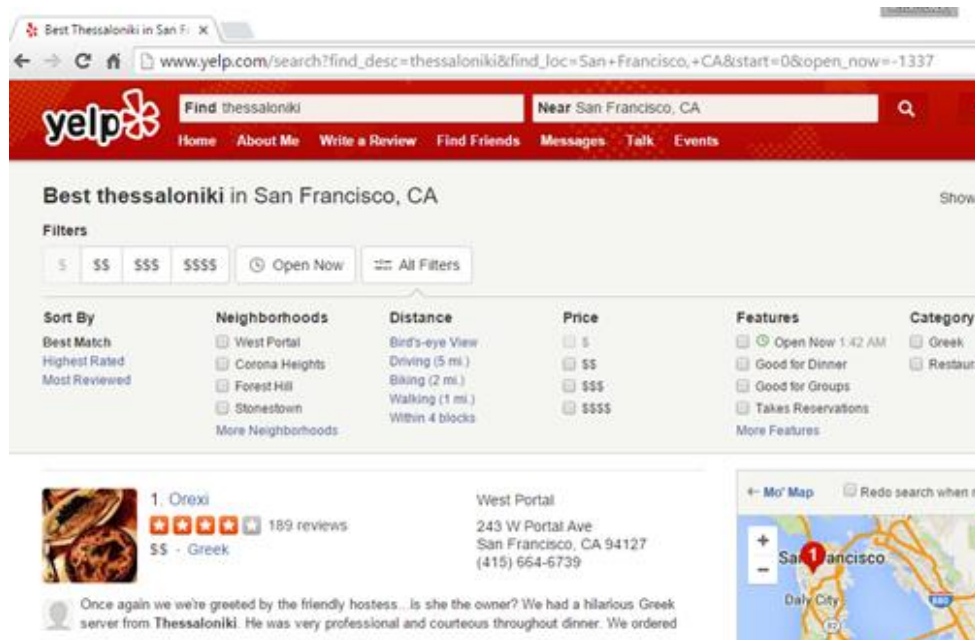 Best Thessaloniki in San F
www.yelp.com/search?find_desc=thessaloniki&find_loc=San+Francisco,+CA&start=0&open_now=-1337
yelp
Find thessaloniki
Near San Francisco, CA
Home About Me Write a Review Find Friends Messages Talk Events
Best thessaloniki in San Francisco, CA
Show
Filters
$ $$ $$$ $$$$ Open Now All Filters
Sort By
Best Match
Highest Rated
Most Reviewed
Neighborhoods
West Portal
Corona Heights
Forest Hill
Stonestown
More Neighborhoods
Distance
Bird's-eye View
Driving (5 mi.)
Biking (2 mi.)
Walking (1 mi.)
Within 4 blocks
Price
$
$$
$$$
$$$$
Features
Open Now 1:42 AM
Good for Dinner
Good for Groups
Takes Reservations
More Features
Category
Greek
Restaur
1. Orexi
189 reviews
$$ - Greek
West Portal
243 W Portal Ave
San Francisco, CA 94127
(415) 664-6739
Once again we we're greeted by the friendly hostess...Is she the owner? We had a hilarious Greek
server from Thessaloniki. He was very professional and courteous throughout dinner. We ordered
← Mo' Map
Redo search when
+
−
1
San Francisco
Daly City